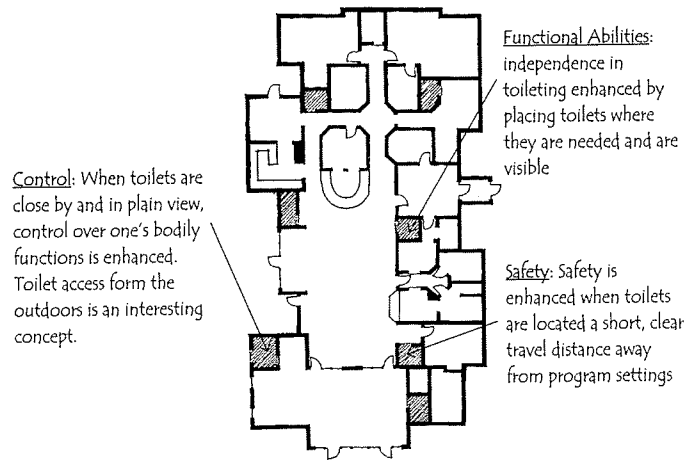 Functional Abilities:
independence in
toileting enhanced by
placing toilets where
they are needed and are
visible
Control: When toilets are
close by and in plain view,
control over one's bodily
functions is enhanced.
Toilet access form the
outdoors is an interesting
concept.
Safety: Safety is
enhanced when toilets
are located a short, clear
travel distance away
from program settings